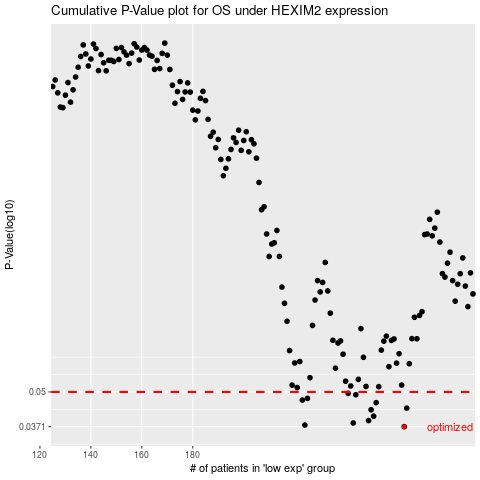 Cumulative P-Value plot for OS under HEXIM2 expression
P-Value(log10)
0.05
0.0371
optimized
120 140 160 180
# of patients in 'low exp' group